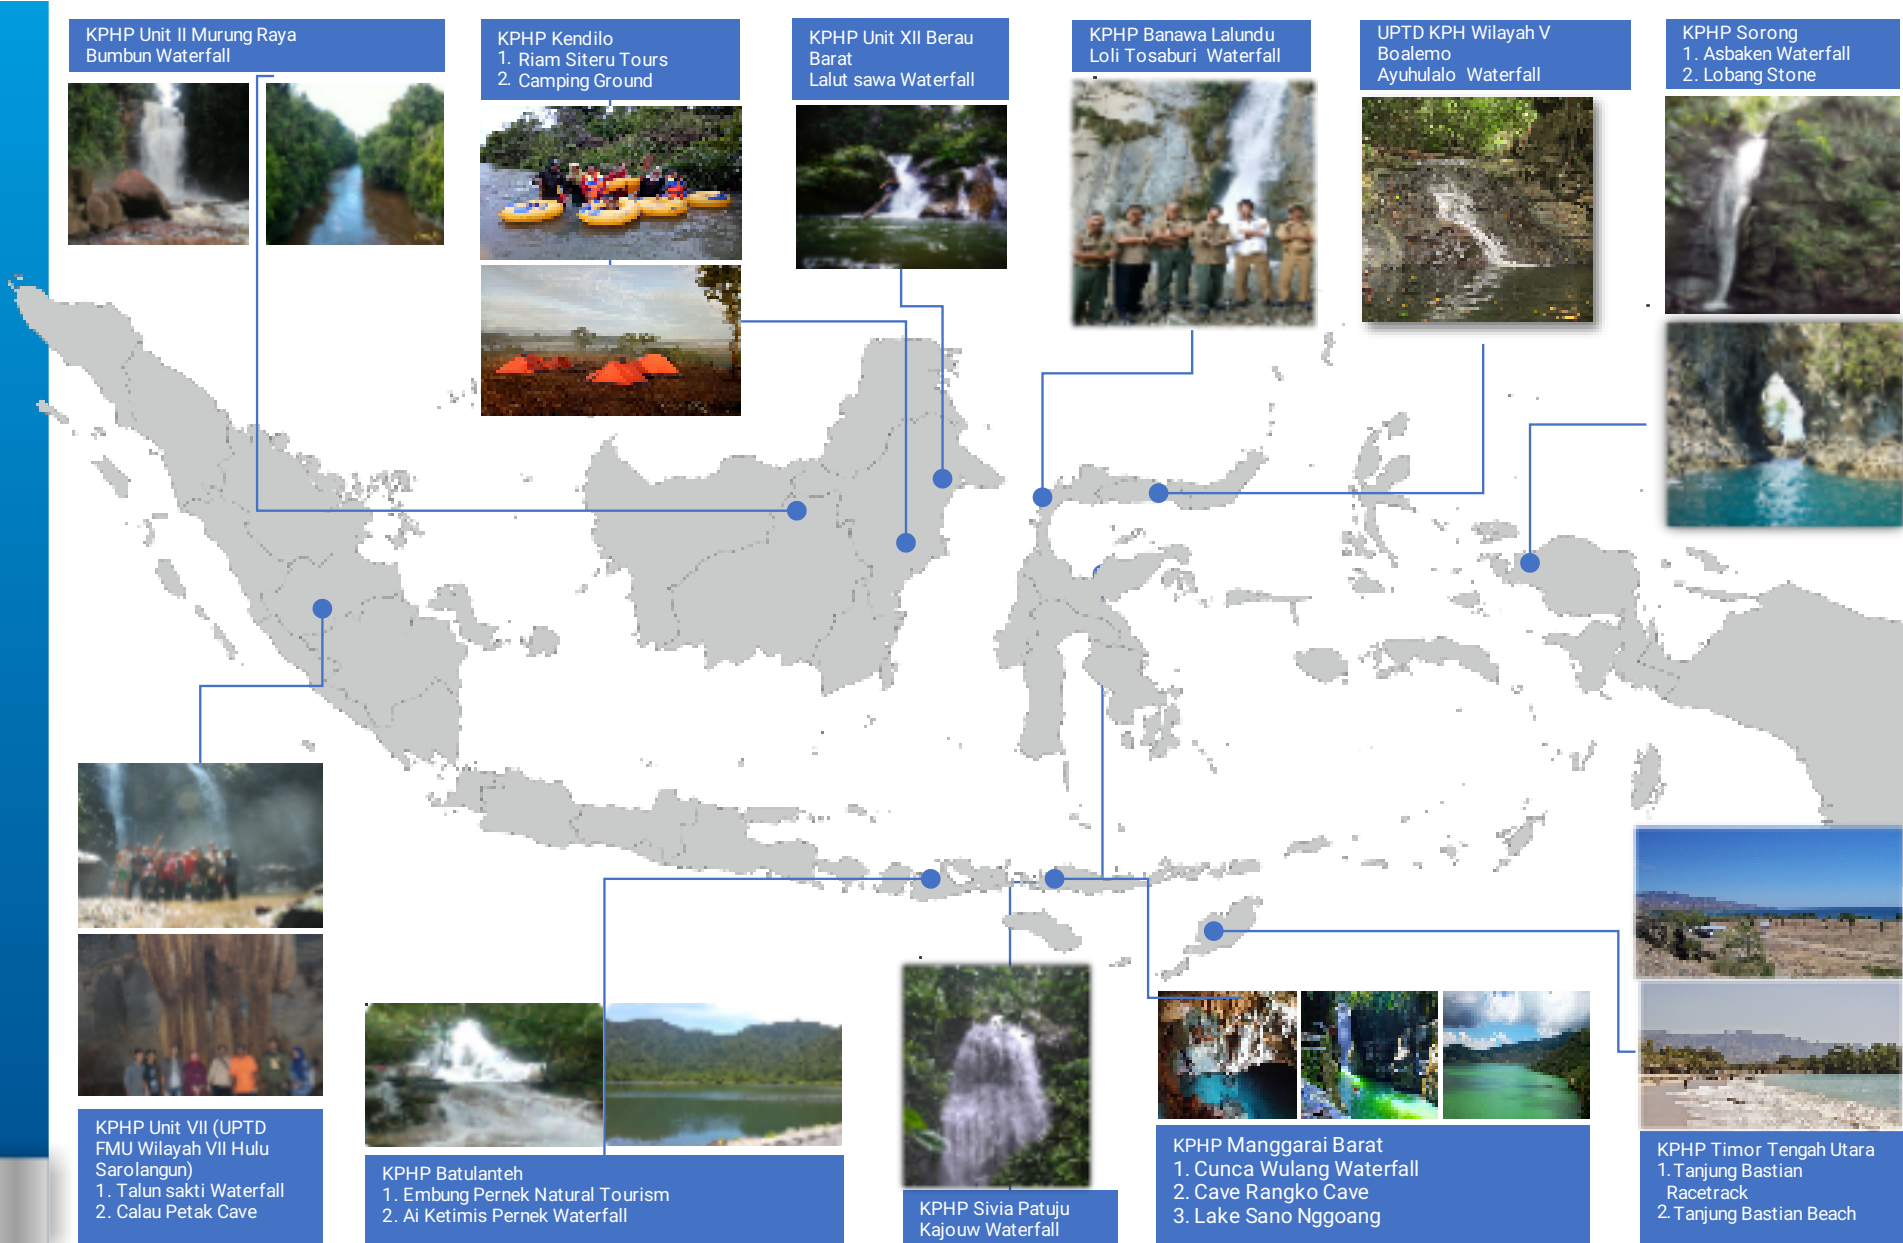 KPHP Unit II Murung Raya
Bumbun Waterfall
KPHP Kendilo
1. Riam Siteru Tours
2. Camping Ground
KPHP Unit XII Berau
Barat
Lalut sawa Waterfall
KPHP Banawa Lalundu
Loli Tosaburi Waterfall
UPTD KPH Wilayah V
Boalemo
Ayuhulalo Waterfall
KPHP Sorong
1. Asbaken Waterfall
2. Lobang Stone
KPHP Unit VII (UPTD
FMU Wilayah VII Hulu
Sarolangun)
1. Talun sakti Waterfall
2. Calau Petak Cave
KPHP Batulanteh
1. Embung Pernek Natural Tourism
2. Ai Ketimis Pernek Waterfall
KPHP Sivia Patuju
Kajouw Waterfall
KPHP Manggarai Barat
1. Cunca Wulang Waterfall
2. Cave Rangko Cave
3. Lake Sano Nggoang
KPHP Timor Tengah Utara
1. Tanjung Bastian
Racetrack
2. Tanjung Bastian Beach